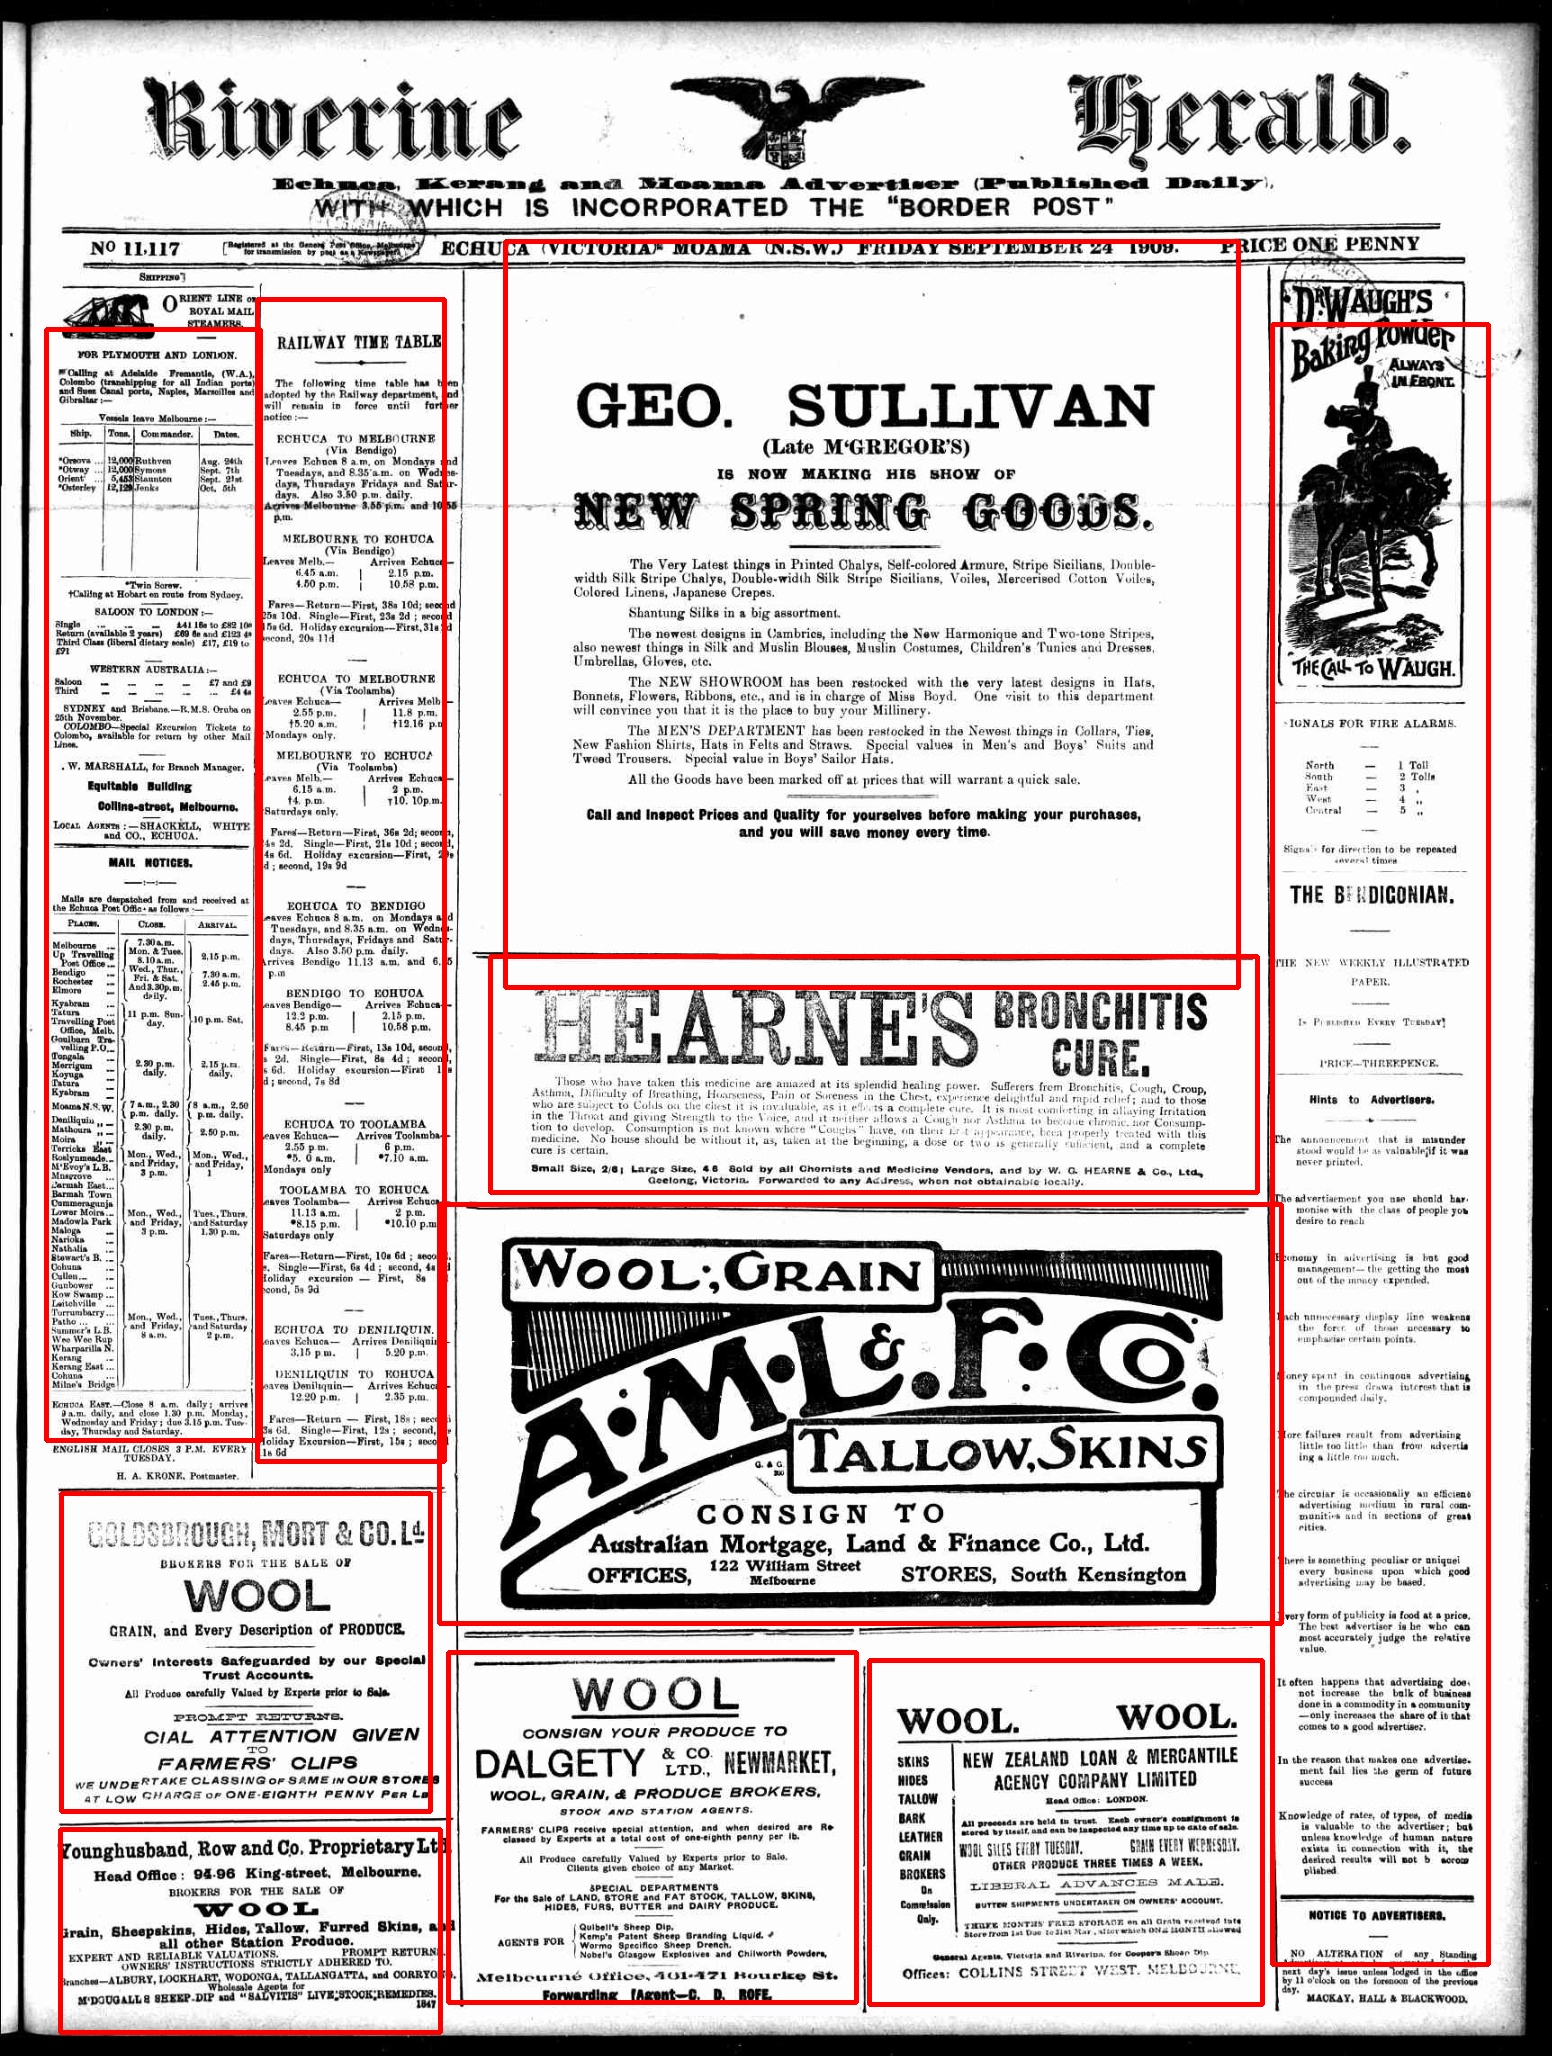 Riverine Herald.
Echuca, Kerang and Moama Advertiser (Published Daily),
WITH WHICH IS INCORPORATED THE "BORDER POST"
No 11.117
[Registered at the General Post Office, Melbourne
for transmission by post as a Newspaper]
ECHUCA (VICTORIA) MOAMA (N.S.W.) FRIDAY SEPTEMBER 24 1909.
PRICE ONE PENNY
SHIPPING
ORIENT LINE OF
ROYAL MAIL
STEAMERS.
FOR PLYMOUTH AND LONDON.
Calling at Adelaide Fremantle, (W.A.),
Colombo (transhipping for all Indian ports)
and Suez Canal ports, Naples, Marseilles and
Gibraltar:—
Vessels leave Melbourne:—
Ship. Tons. Commander. Dates.
*Orsova ... 12,000 Ruthven Aug. 24th
*Otway ... 12,000 Symons Sept. 7th
Orient ... 5,453 Staunton Sept. 21st
*Osterley 12,129 Jenks Oct. 5th
*Twin Screw.
†Calling at Hobart en route from Sydney.
SALOON TO LONDON:—
Single ... £41 16s to £82 10s
Return (available 2 years) £69 6s and £123 4s
Third Class (liberal dietary scale) £17, £19 to
£21
WESTERN AUSTRALIA:—
Saloon ... £7 and £9
Third ... £4 4s
SYDNEY and Brisbane.—R.M.S. Oruba on
25th November.
COLOMBO—Special Excursion Tickets to
Colombo, available for return by other Mail
Lines.
. W. MARSHALL, for Branch Manager.
Equitable Building
Collins-street, Melbourne.
LOCAL AGENTS:—SHACKELL, WHITE
and CO., ECHUCA.
MAIL NOTICES.
Mails are despatched from and received at
the Echuca Post Office as follows:—
PLACES. CLOSE. ARRIVAL.
Melbourne ...
Up Travelling
Post Office...
Bendigo ...
Rochester ...
Elmore ...
7.30 a.m.
Mon. & Tues.
8.10 a.m.
Wed., Thur.,
Fri. & Sat.
And 3.30 p.m.
daily.
2.15 p.m.
7.30 a.m.
2.45 p.m.
Kyabram ...
Tatura ...
Travelling Post
Office, Melb.
11 p.m. Sunday.
10 p.m. Sat.
Goulburn Travelling P.O...
Tongala ...
Merrigum ...
Koyuga ...
Tatura ...
Kyabram ...
2.30 p.m.
daily.
2.15 p.m.
daily.
Moama N.S.W.
7 a.m., 2.30
p.m. daily.
8 a.m., 2.50
p.m. daily.
Deniliquin ...
Mathoura ...
Moira ...
2.30 p.m.
daily.
2.50 p.m.
Terricks East
Roslynmeade...
M'Evoy's L.B.
Musgrove ...
Mon., Wed.,
and Friday,
3 p.m.
Mon., Wed.,
and Friday,
1
Barmah East...
Barmah Town
Cummeragunja
Lower Moira...
Madowla Park
Maloga ...
Narioka ...
Nathalia ...
Stewart's B. ...
Mon., Wed.,
and Friday,
3 p.m.
Tues., Thurs.
and Saturday
1.30 p.m.
Cohuna ...
Cullen... ...
Gunbower ...
Kow Swamp ...
Leitchville ...
Torrumbarry...
Patho ... ...
Summer's L.B.
Wee Wee Rup
Wharparilla N.
Kerang ...
Kerang East ...
Cohuna ...
Milne's Bridge
Mon., Wed.,
and Friday,
8 a.m.
Tues., Thurs.
and Saturday
2 p.m.
ECHUCA EAST.—Close 8 a.m. daily; arrives
9 a.m. daily, and close 1.30 p.m. Monday,
Wednesday and Friday; due 3.15 p.m. Tuesday, Thursday and Saturday.
ENGLISH MAIL CLOSES 3 P.M. EVERY
TUESDAY.
H. A. KRONE, Postmaster.
GOLDSBROUGH, MORT & CO. Ld.
BROKERS FOR THE SALE OF
WOOL
GRAIN, and Every Description of PRODUCE.
Owners' Interests Safeguarded by our Special
Trust Accounts.
All Produce carefully Valued by Experts prior to Sale.
PROMPT RETURNS.
CIAL ATTENTION GIVEN
TO
FARMERS' CLIPS
WE UNDERTAKE CLASSING OF SAME IN OUR STORES
AT LOW CHARGE OF ONE-EIGHTH PENNY PER LB
Younghusband, Row and Co. Proprietary Ltd
Head Office: 94-96 King-street, Melbourne.
BROKERS FOR THE SALE OF
WOOL
Grain, Sheepskins, Hides, Tallow, Furred Skins, and
all other Station Produce.
EXPERT AND RELIABLE VALUATIONS. PROMPT RETURNS.
OWNERS' INSTRUCTIONS STRICTLY ADHERED TO.
Branches—ALBURY, LOCKHART, WODONGA, TALLANGATTA, and CORRYONG.
Wholesale Agents for
M'DOUGALL'S SHEEP-DIP and "SALVITIS" LIVE STOCK REMEDIES.
1847
RAILWAY TIME TABLE
The following time table has been
adopted by the Railway department, and
will remain in force until further
notice:—
ECHUCA TO MELBOURNE
(Via Bendigo)
Leaves Echuca 8 a.m. on Mondays and
Tuesdays, and 8.35 a.m. on Wednesdays, Thursdays Fridays and Saturdays. Also 3.50 p.m. daily.
Arrives Melbourne 3.55 p.m. and 10.55
p.m.
MELBOURNE TO ECHUCA
(Via Bendigo)
Leaves Melb.— Arrives Echuca—
6.45 a.m. 2.15 p.m.
4.50 p.m. 10.58 p.m.
Fares—Return—First, 38s 10d; second
25s 10d. Single—First, 23s 2d; second
15s 6d. Holiday excursion—First, 31s d
second, 20s 11d
ECHUCA TO MELBOURNE
(Via Toolamba)
Leaves Echuca— Arrives Melb—
2.55 p.m. 11.8 p.m.
†5.20 a.m. †12.16 p.m
Mondays only.
MELBOURNE TO ECHUCA
(Via Toolamba)
Leaves Melb.— Arrives Echuca—
6.15 a.m. 2 p.m.
†4. p.m. †10. 10p.m.
Saturdays only.
Fares—Return—First, 36s 2d; second,
24s 2d. Single—First, 21s 10d; second,
14s 6d. Holiday excursion—First,
d; second, 19s 9d
ECHUCA TO BENDIGO
Leaves Echuca 8 a.m. on Mondays and
Tuesdays, and 8.35 a.m. on Wednesdays, Thursdays, Fridays and Saturdays. Also 3.50 p.m. daily.
Arrives Bendigo 11.13 a.m. and 6. 5
p.m
BENDIGO TO ECHUCA
Leaves Bendigo— Arrives Echuca—
12.2 p.m. 2.15 p.m.
8.45 p.m 10.58 p.m.
Fares—Return—First, 13s 10d, second,
s 2d. Single—First, 8s 4d; second,
s 6d. Holiday excursion—First 1 s
d; second, 7s 8d
ECHUCA TO TOOLAMBA
Leaves Echuca— Arrives Toolamba—
2.55 p.m. 6 p.m.
*5. 0 a.m. *7.10 a.m.
Mondays only
TOOLAMBA TO ECHUCA
Leaves Toolamba— Arrives Echuca
11.13 a.m. 2 p.m.
*8.15 p.m. *10.10 p.m
Saturdays only
Fares—Return—First, 10s 6d; second,
. Single—First, 6s 4d; second, 4s d
Holiday excursion — First, 8s
second, 5s 9d
ECHUCA TO DENILIQUIN.
Leaves Echuca— Arrives Deniliquin
3.15 p.m. 5.20 p.m.
DENILIQUIN TO ECHUCA
Leaves Deniliquin— Arrives Echuca
12.20 p.m. 2.35 p.m.
Fares—Return — First, 18s; second
3s 6d. Single—First, 12s; second, s
Holiday Excursion—First, 15s; second
1s 6d
GEO. SULLIVAN
(Late M'GREGOR'S)
IS NOW MAKING HIS SHOW OF
NEW SPRING GOODS.
The Very Latest things in Printed Chalys, Self-colored Armure, Stripe Sicilians, Double-
width Silk Stripe Chalys, Double-width Silk Stripe Sicilians, Voiles, Mercerised Cotton Voiles,
Colored Linens, Japanese Crepes.
Shantung Silks in a big assortment.
The newest designs in Cambrics, including the New Harmonique and Two-tone Stripes,
also newest things in Silk and Muslin Blouses, Muslin Costumes, Children's Tunics and Dresses,
Umbrellas, Gloves, etc.
The NEW SHOWROOM has been restocked with the very latest designs in Hats,
Bonnets, Flowers, Ribbons, etc., and is in charge of Miss Boyd. One visit to this department
will convince you that it is the place to buy your Millinery.
The MEN'S DEPARTMENT has been restocked in the Newest things in Collars, Ties,
New Fashion Shirts, Hats in Felts and Straws. Special values in Men's and Boys' Suits and
Tweed Trousers. Special value in Boys' Sailor Hats.
All the Goods have been marked off at prices that will warrant a quick sale.
Call and Inspect Prices and Quality for yourselves before making your purchases,
and you will save money every time.
HEARNE'S BRONCHITIS
CURE.
Those who have taken this medicine are amazed at its splendid healing power. Sufferers from Bronchitis, Cough, Croup,
Asthma, Difficulty of Breathing, Hoarseness, Pain or Soreness in the Chest, experience delightful and rapid relief; and to those
who are subject to Colds on the chest it is invaluable, as it effects a complete cure. It is most comforting in allaying Irritation
in the Throat and giving Strength to the Voice, and it neither allows a Cough nor Asthma to become chronic, nor Consump-
tion to develop. Consumption is not known where "Coughs" have, on their first appearance, been properly treated with this
medicine. No house should be without it, as, taken at the beginning, a dose or two is generally sufficient, and a complete
cure is certain.
Small Size, 2/6; Large Size, 4 6 Sold by all Chemists and Medicine Vendors, and by W. G. HEARNE & Co., Ltd.,
Geelong, Victoria. Forwarded to any Address, when not obtainable locally.
WOOL, GRAIN
A.M.L. & F. Co.
TALLOW, SKINS
CONSIGN TO
Australian Mortgage, Land & Finance Co., Ltd.
OFFICES, 122 William Street
Melbourne
STORES, South Kensington
WOOL
CONSIGN YOUR PRODUCE TO
DALGETY & CO. LTD., NEWMARKET,
WOOL, GRAIN, & PRODUCE BROKERS,
STOCK AND STATION AGENTS.
FARMERS' CLIPS receive special attention, and when desired are Re-
classed by Experts at a total cost of one-eighth penny per lb.
All Produce carefully Valued by Experts prior to Sale.
Clients given choice of any Market.
SPECIAL DEPARTMENTS
For the Sale of LAND, STORE and FAT STOCK, TALLOW, SKINS,
HIDES, FURS, BUTTER and DAIRY PRODUCE.
AGENTS FOR
Quibell's Sheep Dip.
Kemp's Patent Sheep Branding Liquid.
Wormo Specifico Sheep Drench.
Nobel's Glasgow Explosives and Chilworth Powders,
Melbourne Office, 461-471 Bourke St.
Forwarding Agent—C. D. ROFE.
WOOL. WOOL.
SKINS
HIDES
TALLOW
BARK
LEATHER
GRAIN
BROKERS
On
Commission
Only.
NEW ZEALAND LOAN & MERCANTILE
AGENCY COMPANY LIMITED
Head Office: LONDON.
All proceeds are held in trust. Each owner's consignment is
stored by itself, and can be inspected any time up to date of sale.
WOOL SALES EVERY TUESDAY. GRAIN EVERY WEDNESDAY.
OTHER PRODUCE THREE TIMES A WEEK.
LIBERAL ADVANCES MADE.
BUTTER SHIPMENTS UNDERTAKEN ON OWNERS' ACCOUNT.
THREE MONTHS' FREE STORAGE on all Grain received into
Store from 1st Dec to 31st Mar, after which ONE MONTH allowed
General Agents, Victoria and Riverina, for Cooper's Sheep Dip
Offices: COLLINS STREET WEST, MELBOURNE.
DR WAUGH'S
Baking Powder
ALWAYS
IN FRONT.
THE CALL TO WAUGH.
SIGNALS FOR FIRE ALARMS.
North — 1 Toll
South — 2 Tolls
East — 3 ,,
West — 4 ,,
Central — 5 ,,
Signals for direction to be repeated
several times
THE BENDIGONIAN.
THE NEW WEEKLY ILLUSTRATED
PAPER.
IS PUBLISHED EVERY TUESDAY
PRICE—THREEPENCE.
Hints to Advertisers.
The announcement that is misunder
stood would be as valuable if it was
never printed.
The advertisement you use should har-
monise with the class of people you
desire to reach
Economy in advertising is but good
management—the getting the most
out of the money expended.
Each unnecessary display line weakens
the force of those necessary to
emphasise certain points.
Money spent in continuous advertising
in the press draws interest that is
compounded daily.
More failures result from advertising
little too little than from advertis
ing a little too much.
The circular is occasionally an efficient
advertising medium in rural com-
munities and in sections of great
cities.
There is something peculiar or unique
every business upon which good
advertising may be based.
Every form of publicity is food at a price.
The best advertiser is he who can
most accurately judge the relative
value.
It often happens that advertising does
not increase the bulk of business
done in a commodity in a community
—only increases the share of it that
comes to a good advertiser.
In the reason that makes one advertise-
ment fail lies the germ of future
success
Knowledge of rates, of types, of media
is valuable to the advertiser; but
unless knowledge of human nature
exists in connection with it, the
desired results will not b accom
plished.
NOTICE TO ADVERTISERS.
NO ALTERATION of any Standing
next day's issue unless lodged in the office
by 11 o'clock on the forenoon of the previous
day.
MACKAY, HALL & BLACKWOOD.